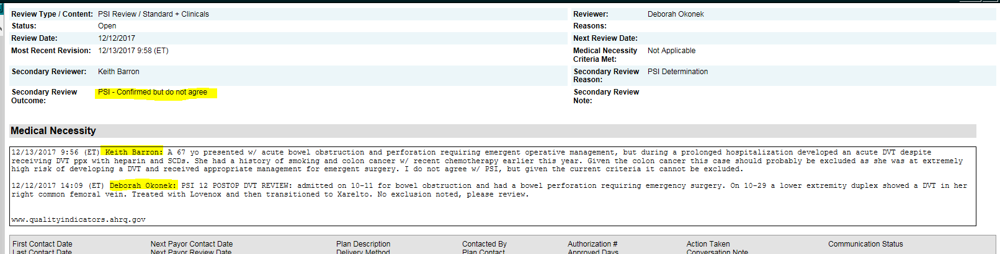 Review Type / Content: PSI Review / Standard + Clinicals Reviewer: Deborah Okonek
Status: Open Reasons:
Review Date: 12/12/2017 Next Review Date:
Most Recent Revision: 12/13/2017 9:58 (ET) Medical Necessity Criteria Met: Not Applicable
Secondary Reviewer: Keith Barron Secondary Review Reason: PSI Determination
Secondary Review Outcome: PSI - Confirmed but do not agree Secondary Review Note:
Medical Necessity
12/13/2017 9:56 (ET) Keith Barron: A 67 yo presented w/ acute bowel obstruction and perforation requiring emergent operative management, but during a prolonged hospitalization developed an acute DVT despite
receiving DVT ppx with heparin and SCDs. She had a history of smoking and colon cancer w/ recent chemotherapy earlier this year. Given the colon cancer this case should probably be excluded as she was at extremely
high risk of developing a DVT and received appropriate management for emergent surgery. I do not agree w/ PSI, but given the current criteria it cannot be excluded.
12/12/2017 14:09 (ET) Deborah Okonek: PSI 12 POSTOP DVT REVIEW: admitted on 10-11 for bowel obstruction and had a bowel perforation requiring emergency surgery. On 10-29 a lower extremity duplex showed a DVT in her
right common femoral vein. Treated with Lovenox and then transitioned to Xarelto. No exclusion noted, please review.
www.qualityindicators.ahrq.gov
First Contact Date Next Payor Contact Date Plan Description Contacted By Authorization # Action Taken Communication Status
Last Contact Date Next Payor Review Date Delivery Method Plan Contact Approved Days Conversation Note